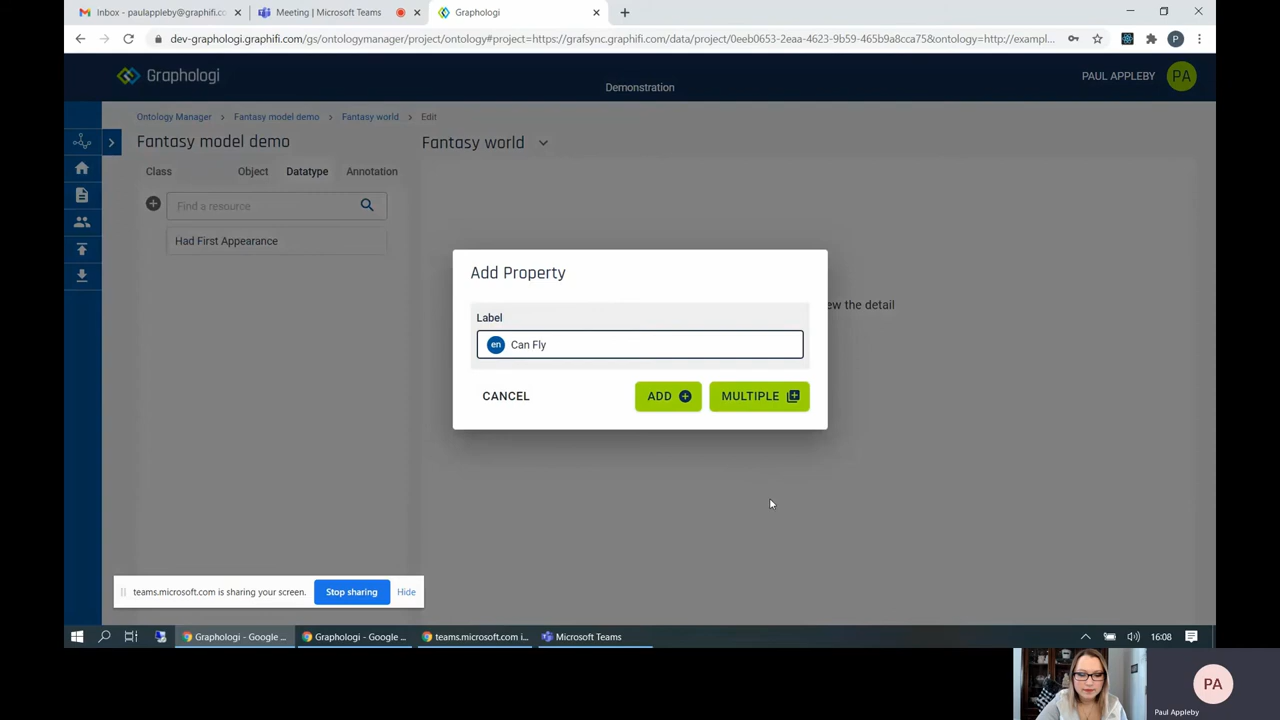 Inbox - paulappleby@graphifi.c
Meeting | Microsoft Teams
Graphologi
dev-graphologi.graphifi.com/gs/ontologymanager/project/ontology#project=https://grafsync.graphifi.com/data/project/0eeb0653-2eaa-4623-9b59-465b9a8cca75&ontology=http://exampl...
P
Graphologi
Demonstration
PAUL APPLEBY PA
Ontology Manager > Fantasy model demo > Fantasy world > Edit
Fantasy model demo
Fantasy world
Class Object Datatype Annotation
Find a resource
Had First Appearance
Add Property
Label
en Can Fly
CANCEL ADD MULTIPLE
ew the detail
teams.microsoft.com is sharing your screen. Stop sharing Hide
Graphologi - Google ...
Graphologi - Google ...
teams.microsoft.com i...
Microsoft Teams
16:08
PA
Paul Appleby